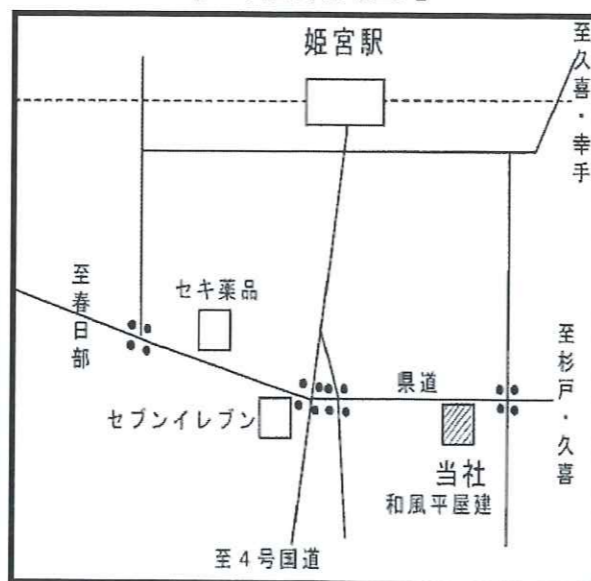 姫宮駅
至久喜・幸手
至春日部
セキ薬品
県道
至杉戸・久喜
セブンイレブン
当社
和風平屋建
至4号国道